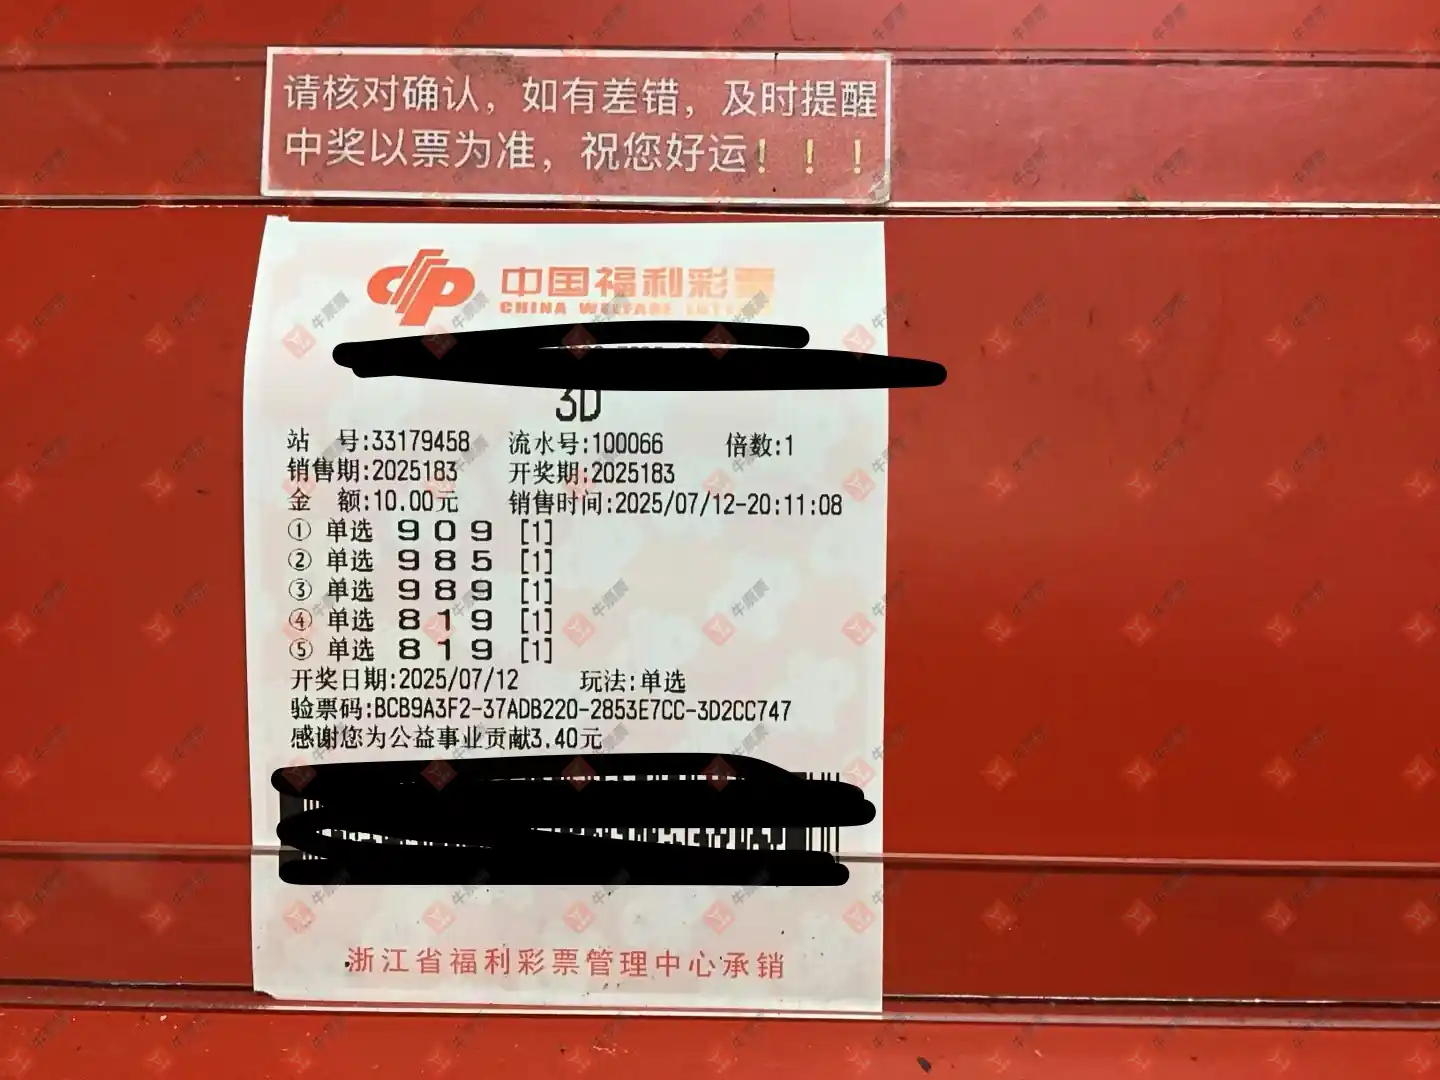 请核对确认，如有差错，及时提醒
中奖以票为准，祝您好运！！！
中国福利彩票
CHINA WELFARE LOTT
3D
站　号:33179458　流水号:100066　倍数:1
销售期:2025183　开奖期:2025183
金　额:10.00元　销售时间:2025/07/12-20:11:08
① 单选 9 0 9 [1]
② 单选 9 8 5 [1]
③ 单选 9 8 9 [1]
④ 单选 8 1 9 [1]
⑤ 单选 8 1 9 [1]
开奖日期:2025/07/12　玩法:单选
验票码:BCB9A3F2-37ADB220-2853E7CC-3D2CC747
感谢您为公益事业贡献3.40元
浙江省福利彩票管理中心承销
牛票票